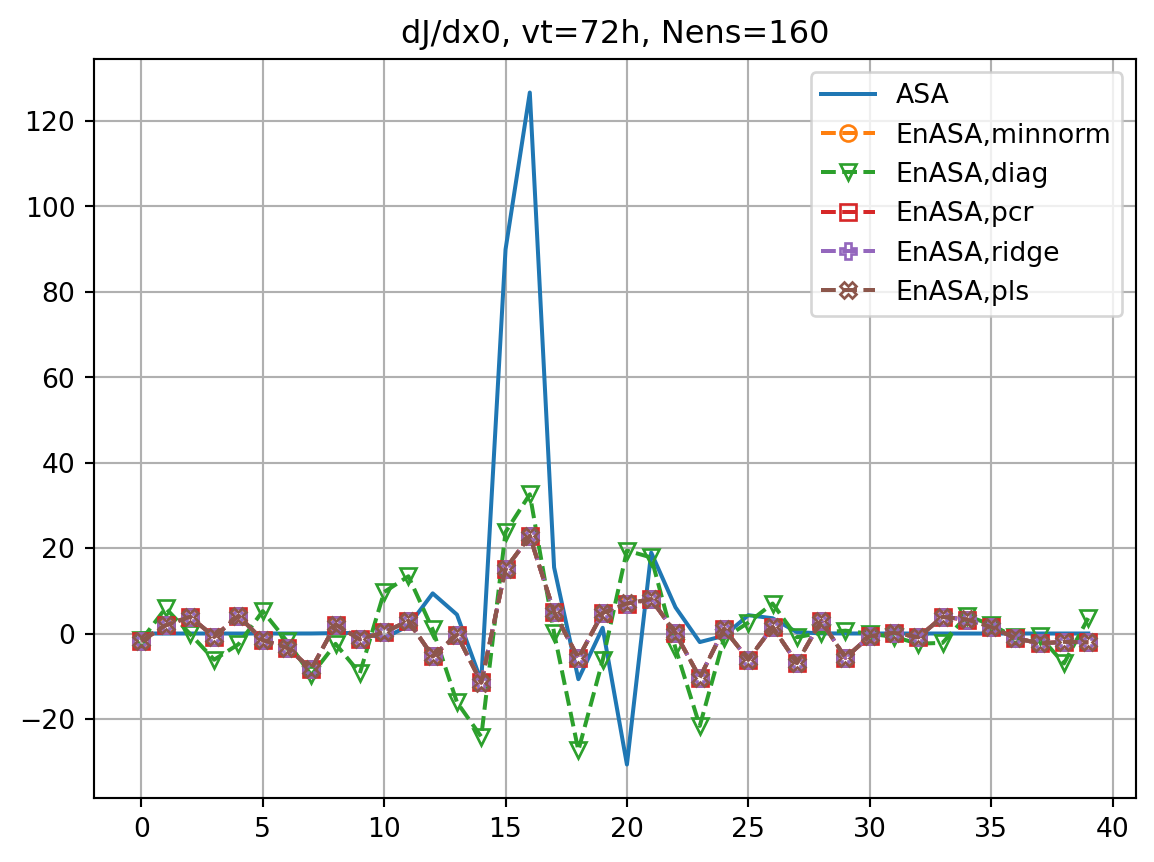 dJ/dx0, vt=72h, Nens=160
ASA
EnASA,minnorm
EnASA,diag
EnASA,pcr
EnASA,ridge
EnASA,pls
120
100
80
60
40
20
0
−20
0 5 10 15 20 25 30 35 40